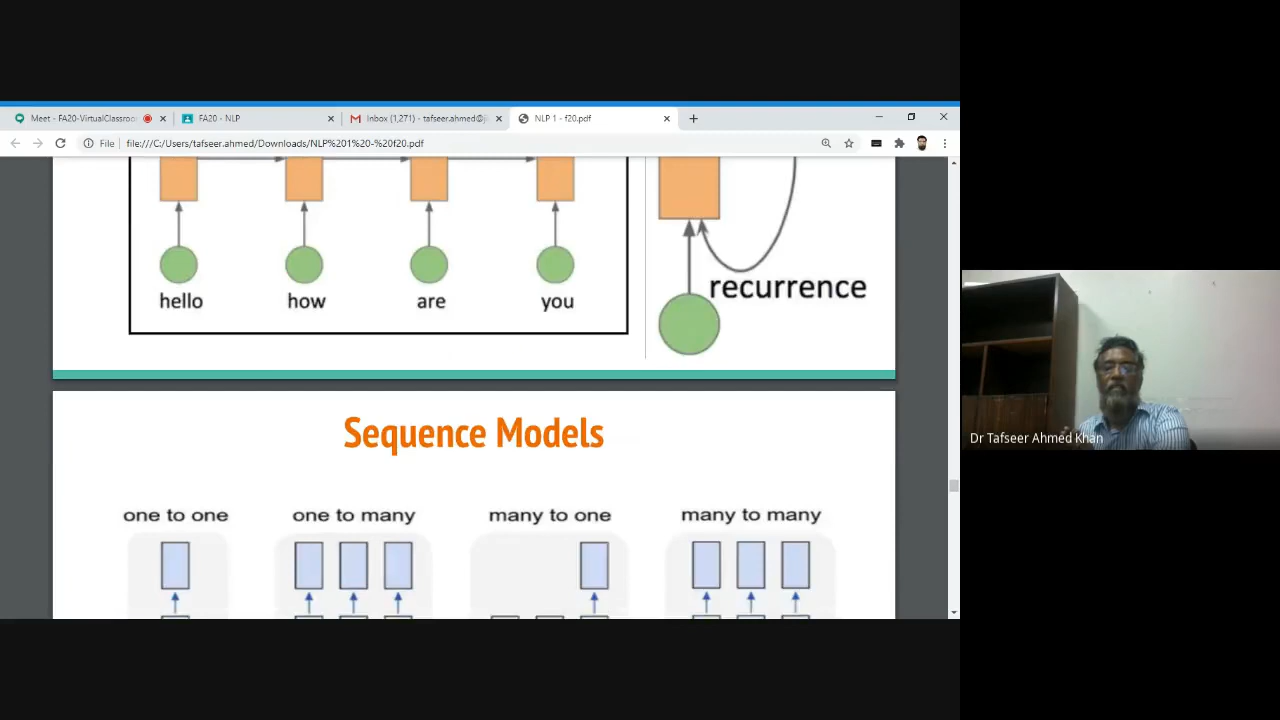 Meet - FA20-VirtualClassroom
FA20 - NLP
Inbox (1,271) - tafseer.ahmed@ji
NLP 1 - f20.pdf
File
file:///C:/Users/tafseer.ahmed/Downloads/NLP%201%20-%20f20.pdf
hello how are you
recurrence
Sequence Models
one to one one to many many to one many to many
Dr Tafseer Ahmed Khan